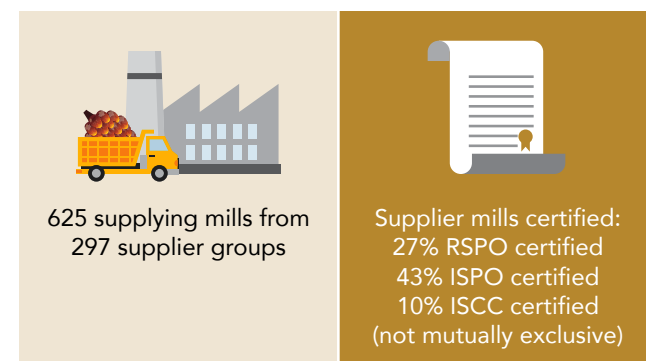 625 supplying mills from
297 supplier groups
Supplier mills certified:
27% RSPO certified
43% ISPO certified
10% ISCC certified
(not mutually exclusive)